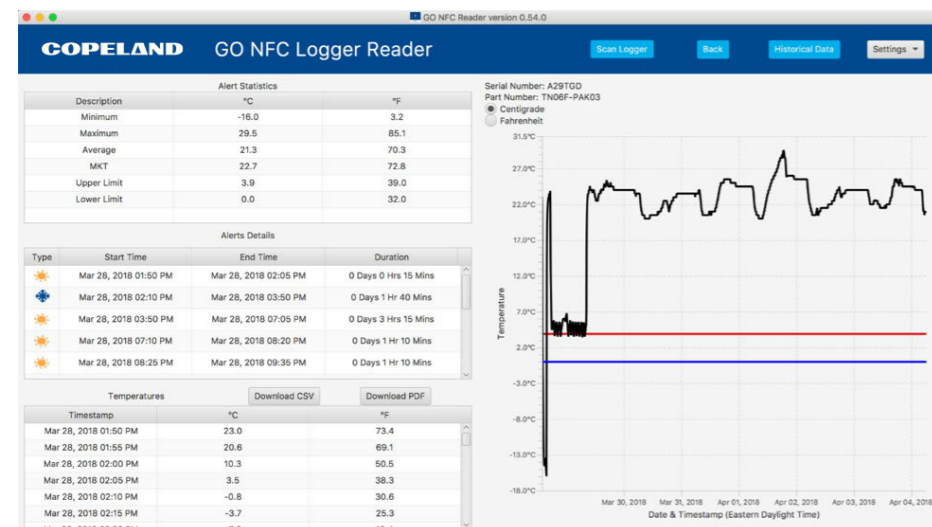 GO NFC Reader version 0.54.0
COPELAND GO NFC Logger Reader Scan Logger Back Historical Data Settings
Alert Statistics
Description °C °F
Minimum -16.0 3.2
Maximum 29.5 85.1
Average 21.3 70.3
MKT 22.7 72.8
Upper Limit 3.9 39.0
Lower Limit 0.0 32.0
Alerts Details
Type Start Time End Time Duration
Mar 28, 2018 01:50 PM Mar 28, 2018 02:05 PM 0 Days 0 Hrs 15 Mins
Mar 28, 2018 02:10 PM Mar 28, 2018 03:50 PM 0 Days 1 Hr 40 Mins
Mar 28, 2018 03:50 PM Mar 28, 2018 07:05 PM 0 Days 3 Hrs 15 Mins
Mar 28, 2018 07:10 PM Mar 28, 2018 08:20 PM 0 Days 1 Hr 10 Mins
Mar 28, 2018 08:25 PM Mar 28, 2018 09:35 PM 0 Days 1 Hr 10 Mins
Temperatures Download CSV Download PDF
Timestamp °C °F
Mar 28, 2018 01:50 PM 23.0 73.4
Mar 28, 2018 01:55 PM 20.6 69.1
Mar 28, 2018 02:00 PM 10.3 50.5
Mar 28, 2018 02:05 PM 3.5 38.3
Mar 28, 2018 02:10 PM -0.8 30.6
Mar 28, 2018 02:15 PM -3.7 25.3
Serial Number: A29TGD
Part Number: TN06F-PAK03
Centigrade
Fahrenheit
31.5°C
27.0°C
22.0°C
17.0°C
12.0°C
7.0°C
2.0°C
-3.0°C
-8.0°C
-13.0°C
-18.0°C
Temperature
Mar 30, 2018 Mar 31, 2018 Apr 01, 2018 Apr 02, 2018 Apr 03, 2018 Apr 04, 2018
Date & Timestamp (Eastern Daylight Time)